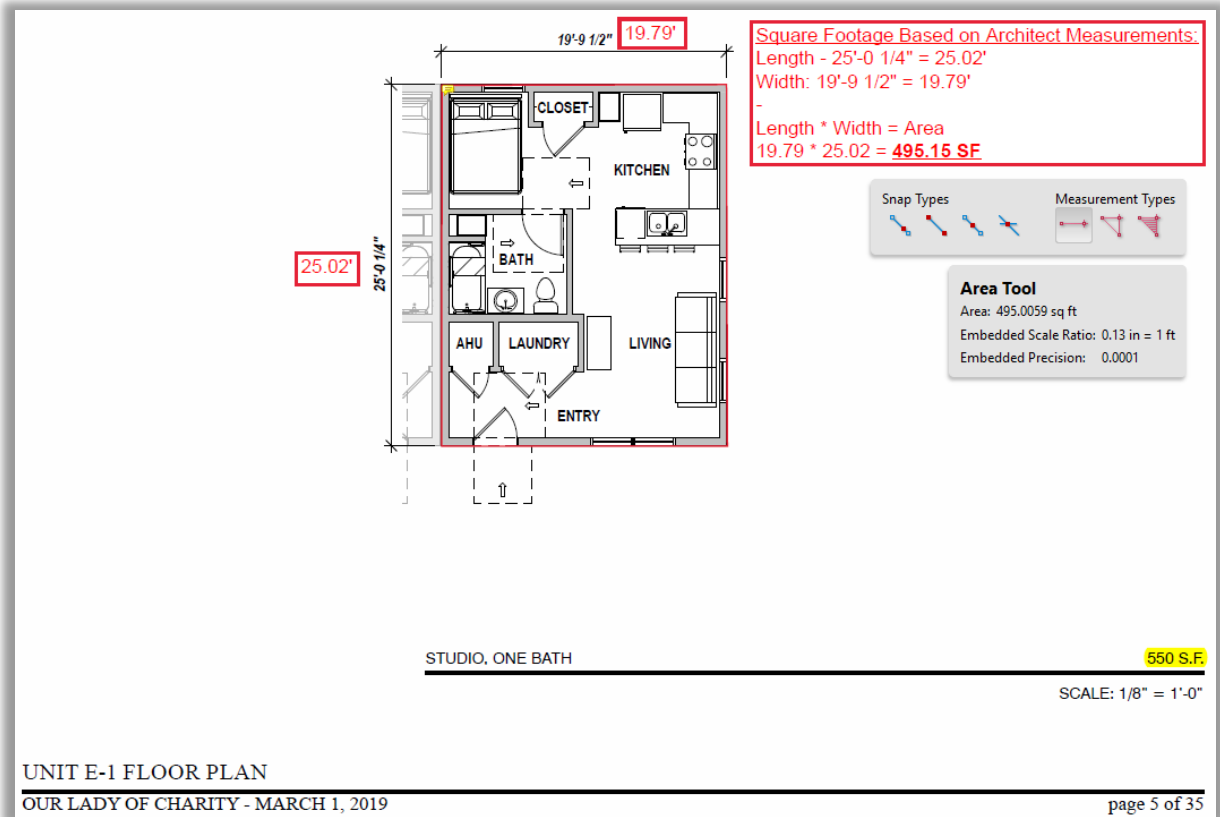 19'-9 1/2"
19.79'
Square Footage Based on Architect Measurements:
Length - 25'-0 1/4" = 25.02'
Width: 19'-9 1/2" = 19.79'
-
Length * Width = Area
19.79 * 25.02 = 495.15 SF
CLOSET
KITCHEN
Snap Types
Measurement Types
25.02'
25'-0 1/4"
BATH
Area Tool
Area: 495.0059 sq ft
Embedded Scale Ratio: 0.13 in = 1 ft
Embedded Precision: 0.0001
AHU
LAUNDRY
LIVING
ENTRY
STUDIO, ONE BATH
550 S.F.
SCALE: 1/8" = 1'-0"
UNIT E-1 FLOOR PLAN
OUR LADY OF CHARITY - MARCH 1, 2019
page 5 of 35